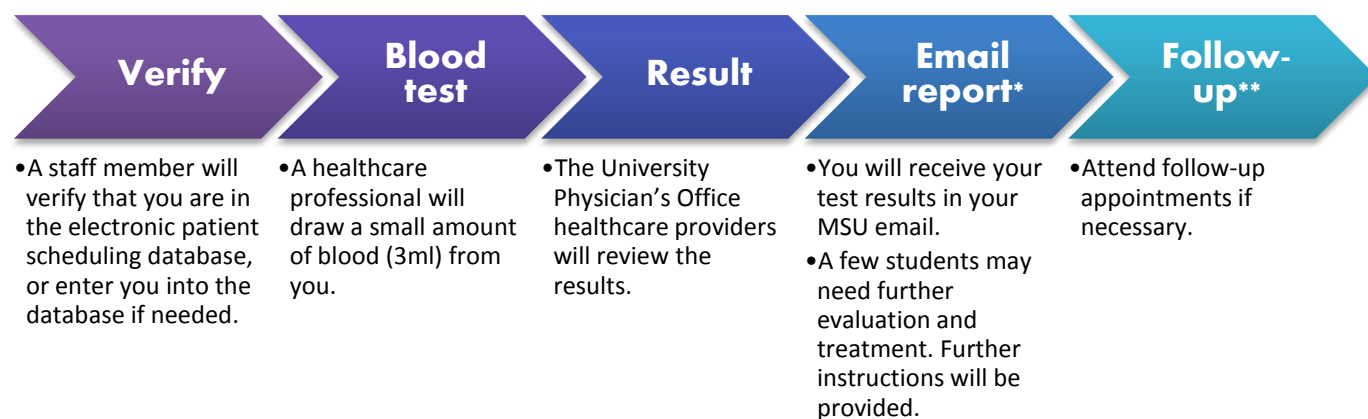 Verify
Blood
test
Result
Email
report*
Follow-
up**
•A staff member will
verify that you are in
the electronic patient
scheduling database,
or enter you into the
database if needed.
•A healthcare
professional will
draw a small amount
of blood (3ml) from
you.
•The University
Physician’s Office
healthcare providers
will review the
results.
•You will receive your
test results in your
MSU email.
•A few students may
need further
evaluation and
treatment. Further
instructions will be
provided.
•Attend follow-up
appointments if
necessary.